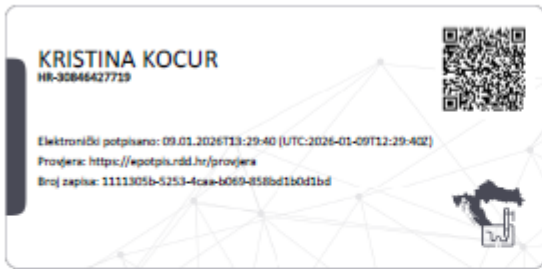 KRISTINA KOCUR
HR-30846427719
Elektronički potpisano: 09.01.2026T13:29:40 (UTC:2026-01-09T12:29:40Z)
Provjera: https://epotpis.rdd.hr/provjera
Broj zapisa: 1111305b-5253-4caa-b069-858bd1b0d1bd